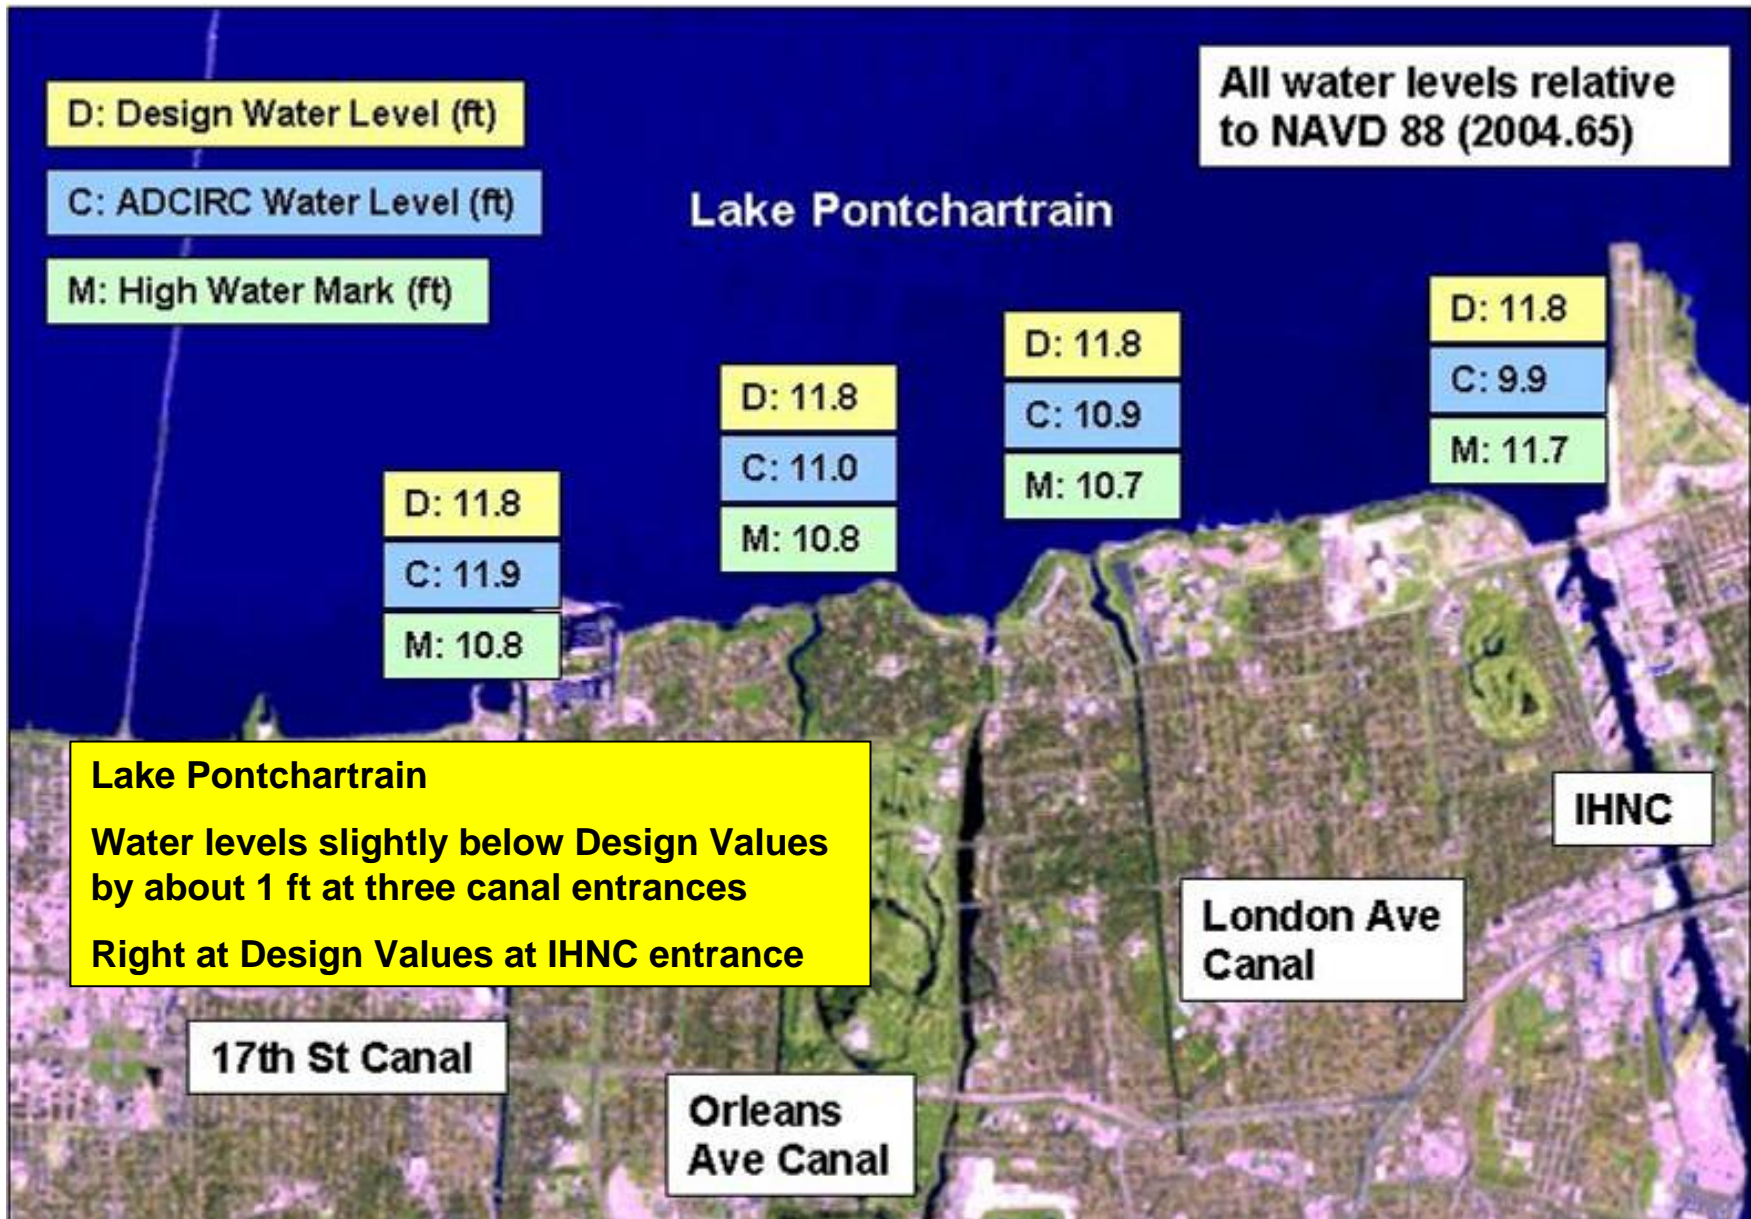 D: Design Water Level (ft)
C: ADCIRC Water Level (ft)
M: High Water Mark (ft)
All water levels relative
to NAVD 88 (2004.65)
Lake Pontchartrain
D: 11.8
C: 11.9
M: 10.8
D: 11.8
C: 11.0
M: 10.8
D: 11.8
C: 10.9
M: 10.7
D: 11.8
C: 9.9
M: 11.7
Lake Pontchartrain
Water levels slightly below Design Values
by about 1 ft at three canal entrances
Right at Design Values at IHNC entrance
17th St Canal
Orleans
Ave Canal
London Ave
Canal
IHNC